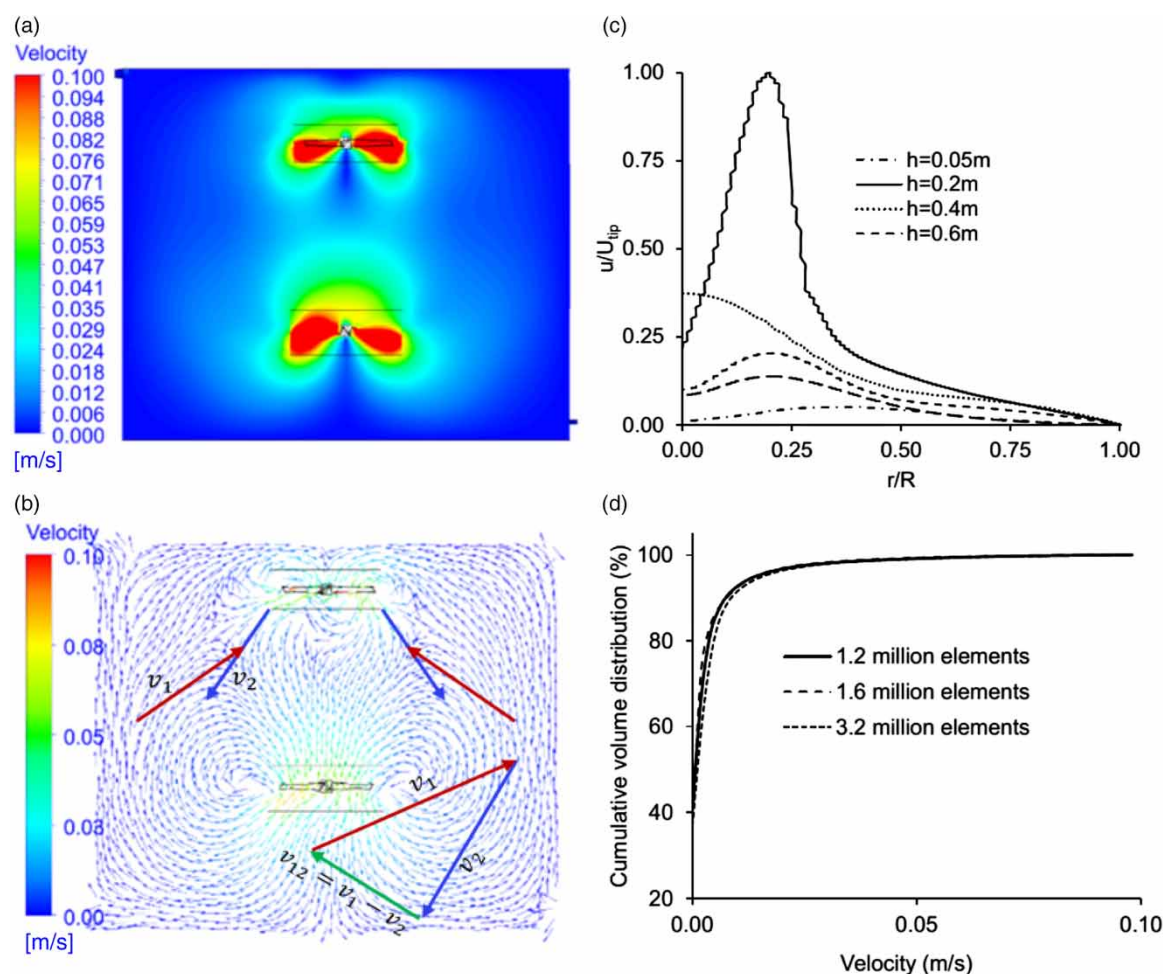 (a)
Velocity
0.100
0.094
0.088
0.082
0.076
0.071
0.065
0.059
0.053
0.047
0.041
0.035
0.029
0.024
0.018
0.012
0.006
0.000
[m/s]
(b)
Velocity
0.10
0.08
0.05
0.03
0.00
[m/s]
v₁
v₂
v₁
v₂
v₁₂ = v₁ − v₂
(c)
1.00
0.75
0.50
0.25
0.00
u/U_tip
0.00 0.25 0.50 0.75 1.00
r/R
h=0.05m
h=0.2m
h=0.4m
h=0.6m
(d)
Cumulative volume distribution (%)
100
80
60
40
20
1.2 million elements
1.6 million elements
3.2 million elements
0.00 0.05 0.10
Velocity (m/s)